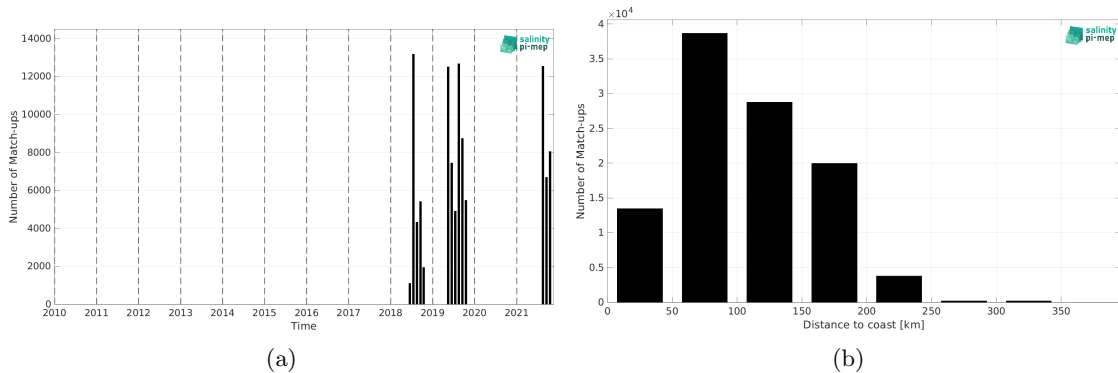 salinity
pi-mep
14000
12000
10000
8000
6000
4000
2000
0
Number of Match-ups
2010 2011 2012 2013 2014 2015 2016 2017 2018 2019 2020 2021
Time
(a)
×10⁴
salinity
pi-mep
4
3.5
3
2.5
2
1.5
1
0.5
0
Number of Match-ups
0 50 100 150 200 250 300 350
Distance to coast [km]
(b)